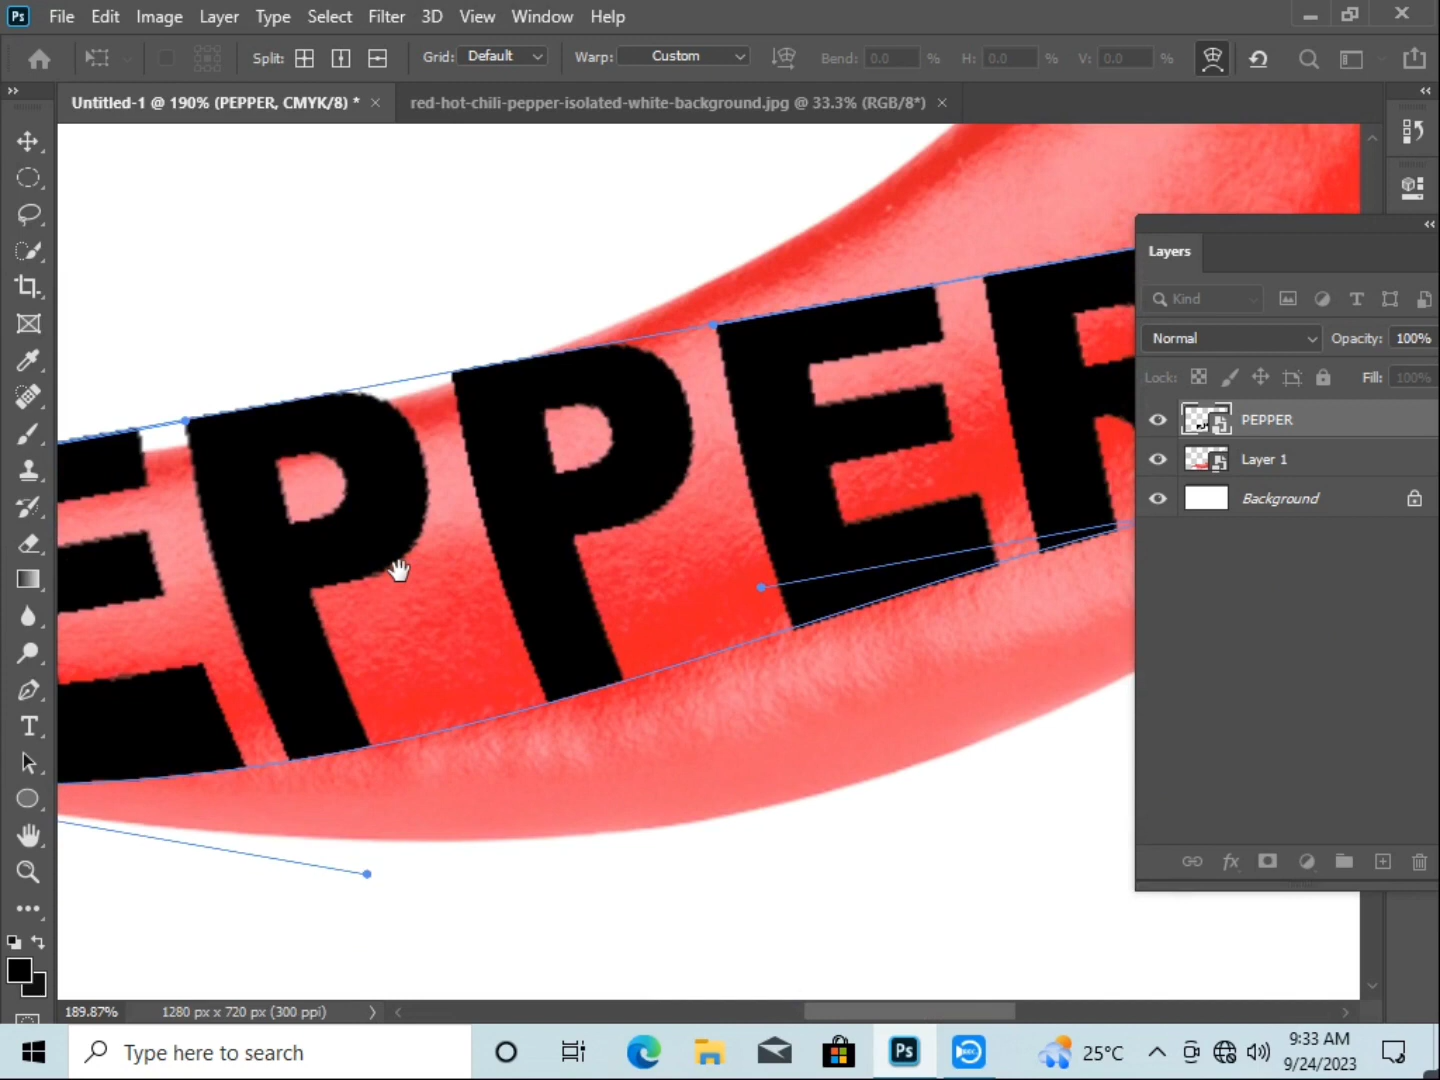 Ps File Edit Image Layer Type Select Filter 3D View Window Help
Split: Grid: Default Warp: Custom Bend: 0.0 % H: 0.0 % V: 0.0 %
Untitled-1 @ 190% (PEPPER, CMYK/8) * × red-hot-chili-pepper-isolated-white-background.jpg @ 33.3% (RGB/8*) ×
EPPER
Layers
Kind
Normal Opacity: 100%
Lock: Fill: 100%
PEPPER
Layer 1
Background
fx
T
189.87% 1280 px x 720 px (300 ppi)
Type here to search
Ps
REC
25°C
9:33 AM
9/24/2023